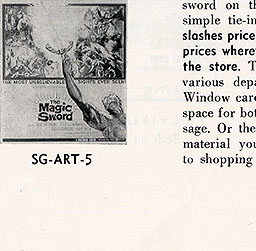 THE MOST UNBELIEVABLE SIGHTS EVER SEEN
The
Magic
Sword
SG-ART-5
sword on th
simple tie-in
slashes price
prices where
the store. T
various depa
Window card
space for bot
sage. Or the
material you
to shopping